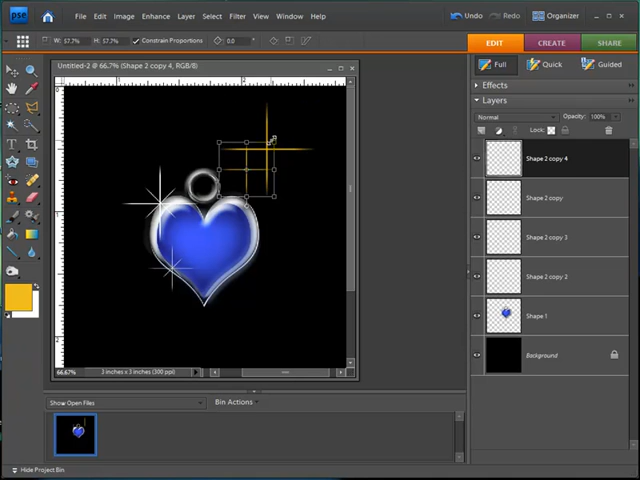 pse File Edit Image Enhance Layer Select Filter View Window Help Undo Redo Organizer
W: 57.7% H: 57.7% Constrain Proportions 0.0 EDIT CREATE SHARE
Untitled-2 @ 66.7% (Shape 2 copy 4, RGB/8) Full Quick Guided
Effects
Layers
Normal Opacity: 100%
Lock:
Shape 2 copy 4
Shape 2 copy
Shape 2 copy 3
Shape 2 copy 2
Shape 1
Background
66.67% 3 inches x 3 inches (300 ppi)
Show Open Files Bin Actions
Hide Project Bin